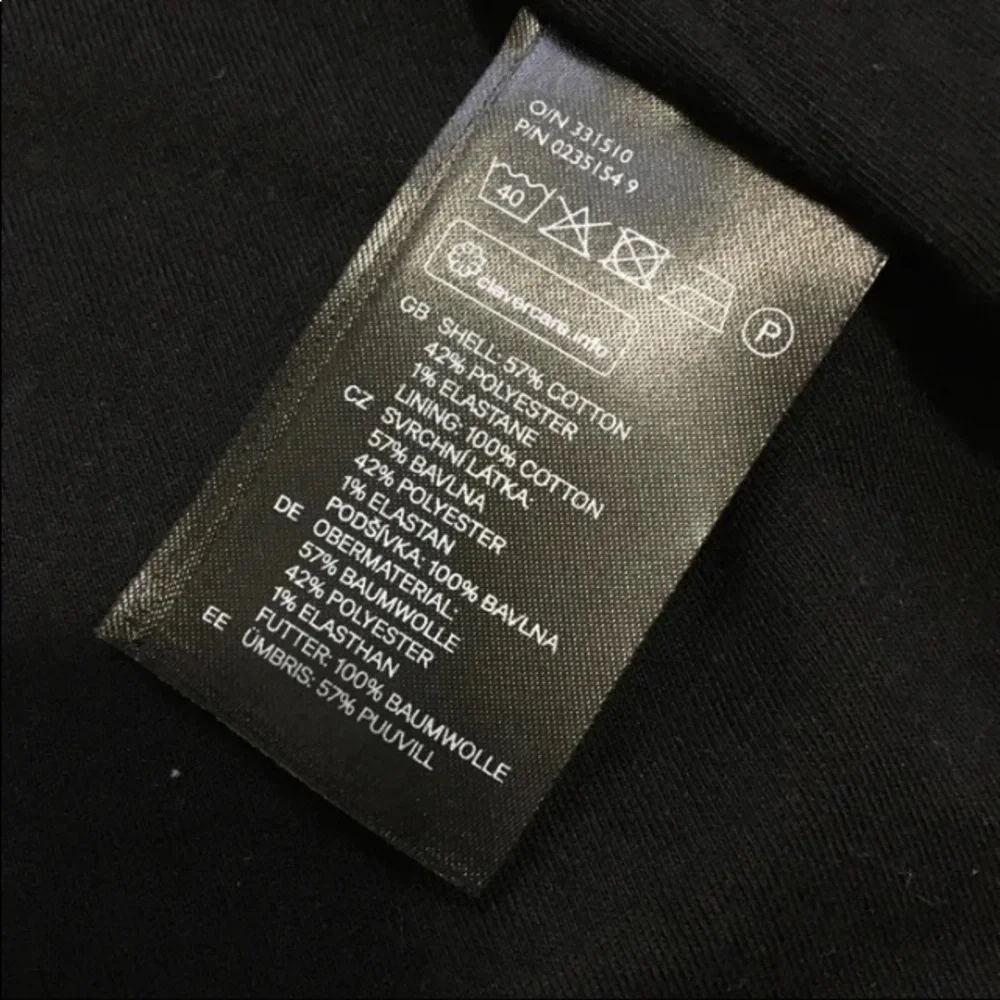 O/N 331510
P/N 0235154 9
40
P
clevercare.info
GB SHELL: 57% COTTON
42% POLYESTER
1% ELASTANE
LINING: 100% COTTON
CZ SVRCHNÍ LÁTKA:
57% BAVLNA
42% POLYESTER
1% ELASTAN
PODŠÍVKA: 100% BAVLNA
DE OBERMATERIAL:
57% BAUMWOLLE
42% POLYESTER
1% ELASTHAN
FUTTER: 100% BAUMWOLLE
EE ÜMBRIS: 57% PUUVILL